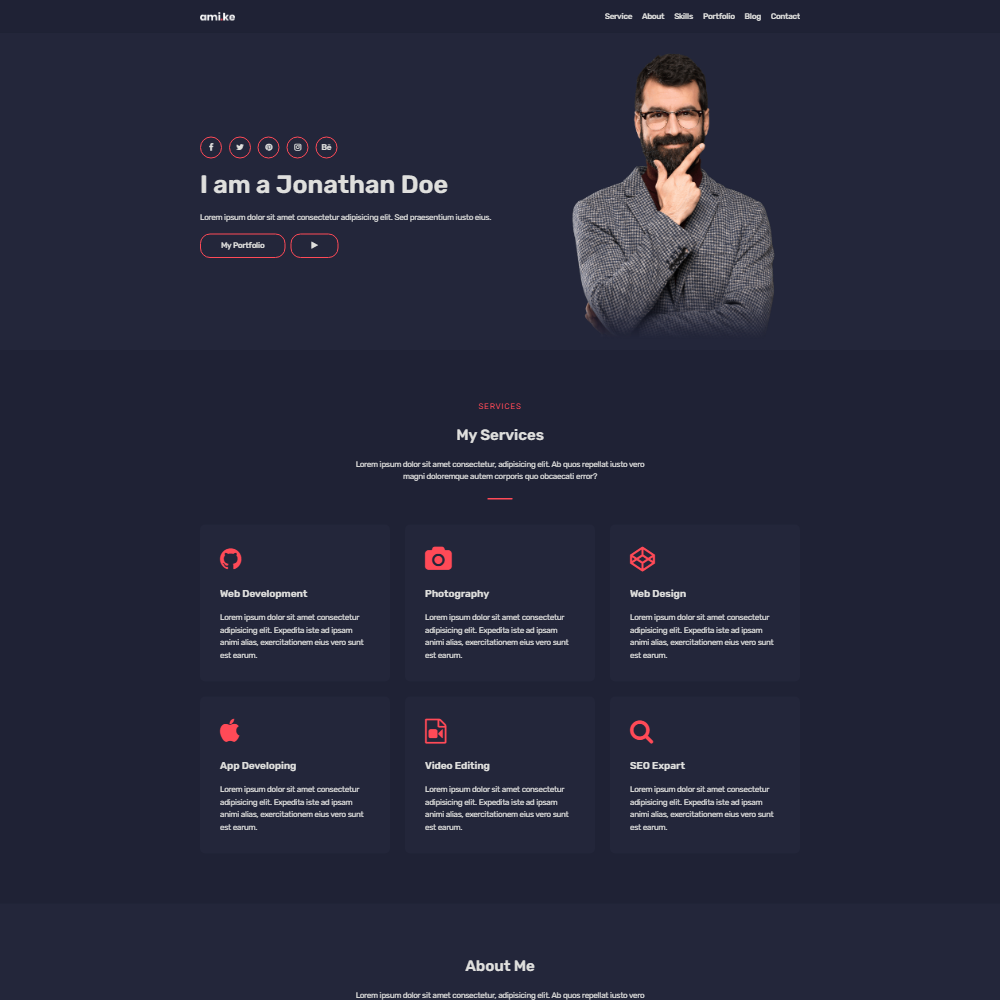 ami.ke
Service About Skills Portfolio Blog Contact
Bē
I am a Jonathan Doe
Lorem ipsum dolor sit amet consectetur adipisicing elit. Sed praesentium iusto eius.
My Portfolio
SERVICES
My Services
Lorem ipsum dolor sit amet consectetur, adipisicing elit. Ab quos repellat iusto vero
magni doloremque autem corporis quo obcaecati error?
Web Development
Lorem ipsum dolor sit amet consectetur
adipisicing elit. Expedita iste ad ipsam
animi alias, exercitationem eius vero sunt
est earum.
Photography
Lorem ipsum dolor sit amet consectetur
adipisicing elit. Expedita iste ad ipsam
animi alias, exercitationem eius vero sunt
est earum.
Web Design
Lorem ipsum dolor sit amet consectetur
adipisicing elit. Expedita iste ad ipsam
animi alias, exercitationem eius vero sunt
est earum.
App Developing
Lorem ipsum dolor sit amet consectetur
adipisicing elit. Expedita iste ad ipsam
animi alias, exercitationem eius vero sunt
est earum.
Video Editing
Lorem ipsum dolor sit amet consectetur
adipisicing elit. Expedita iste ad ipsam
animi alias, exercitationem eius vero sunt
est earum.
SEO Expart
Lorem ipsum dolor sit amet consectetur
adipisicing elit. Expedita iste ad ipsam
animi alias, exercitationem eius vero sunt
est earum.
About Me
Lorem ipsum dolor sit amet consectetur, adipisicing elit. Ab quos repellat iusto vero